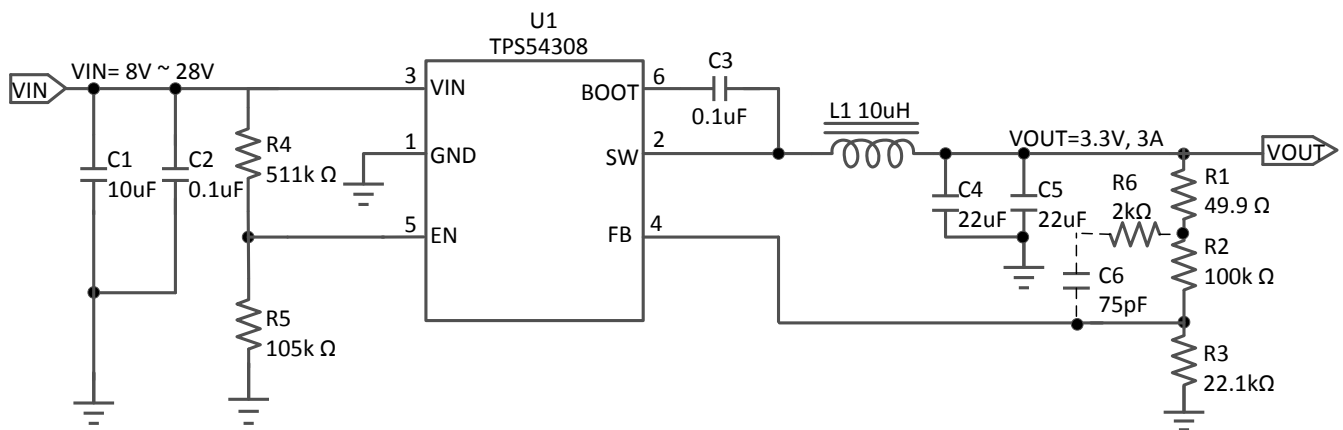 U1
TPS54308
VIN
VIN= 8V ~ 28V
3
VIN
BOOT
6
C3
0.1uF
L1 10uH
VOUT=3.3V, 3A
VOUT
R4
511k Ω
1
GND
SW
2
C1
10uF
C2
0.1uF
C4
22uF
C5
22uF
R6
2kΩ
R1
49.9 Ω
5
EN
FB
4
R2
100k Ω
C6
75pF
R5
105k Ω
R3
22.1kΩ